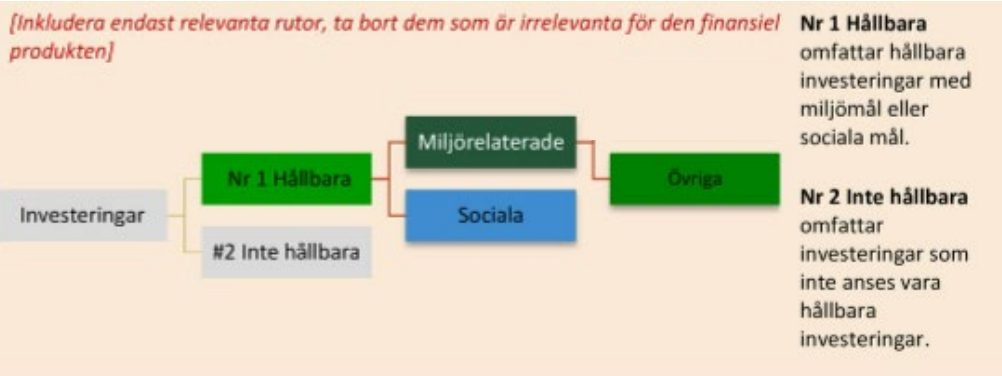 [Inkludera endast relevanta rutor, ta bort dem som är irrelevanta för den finansiel
produkten]
Investeringar
Nr 1 Hållbara
#2 Inte hållbara
Miljörelaterade
Sociala
Övriga
Nr 1 Hållbara
omfattar hållbara
investeringar med
miljömål eller
sociala mål.
Nr 2 Inte hållbara
omfattar
investeringar som
inte anses vara
hållbara
investeringar.